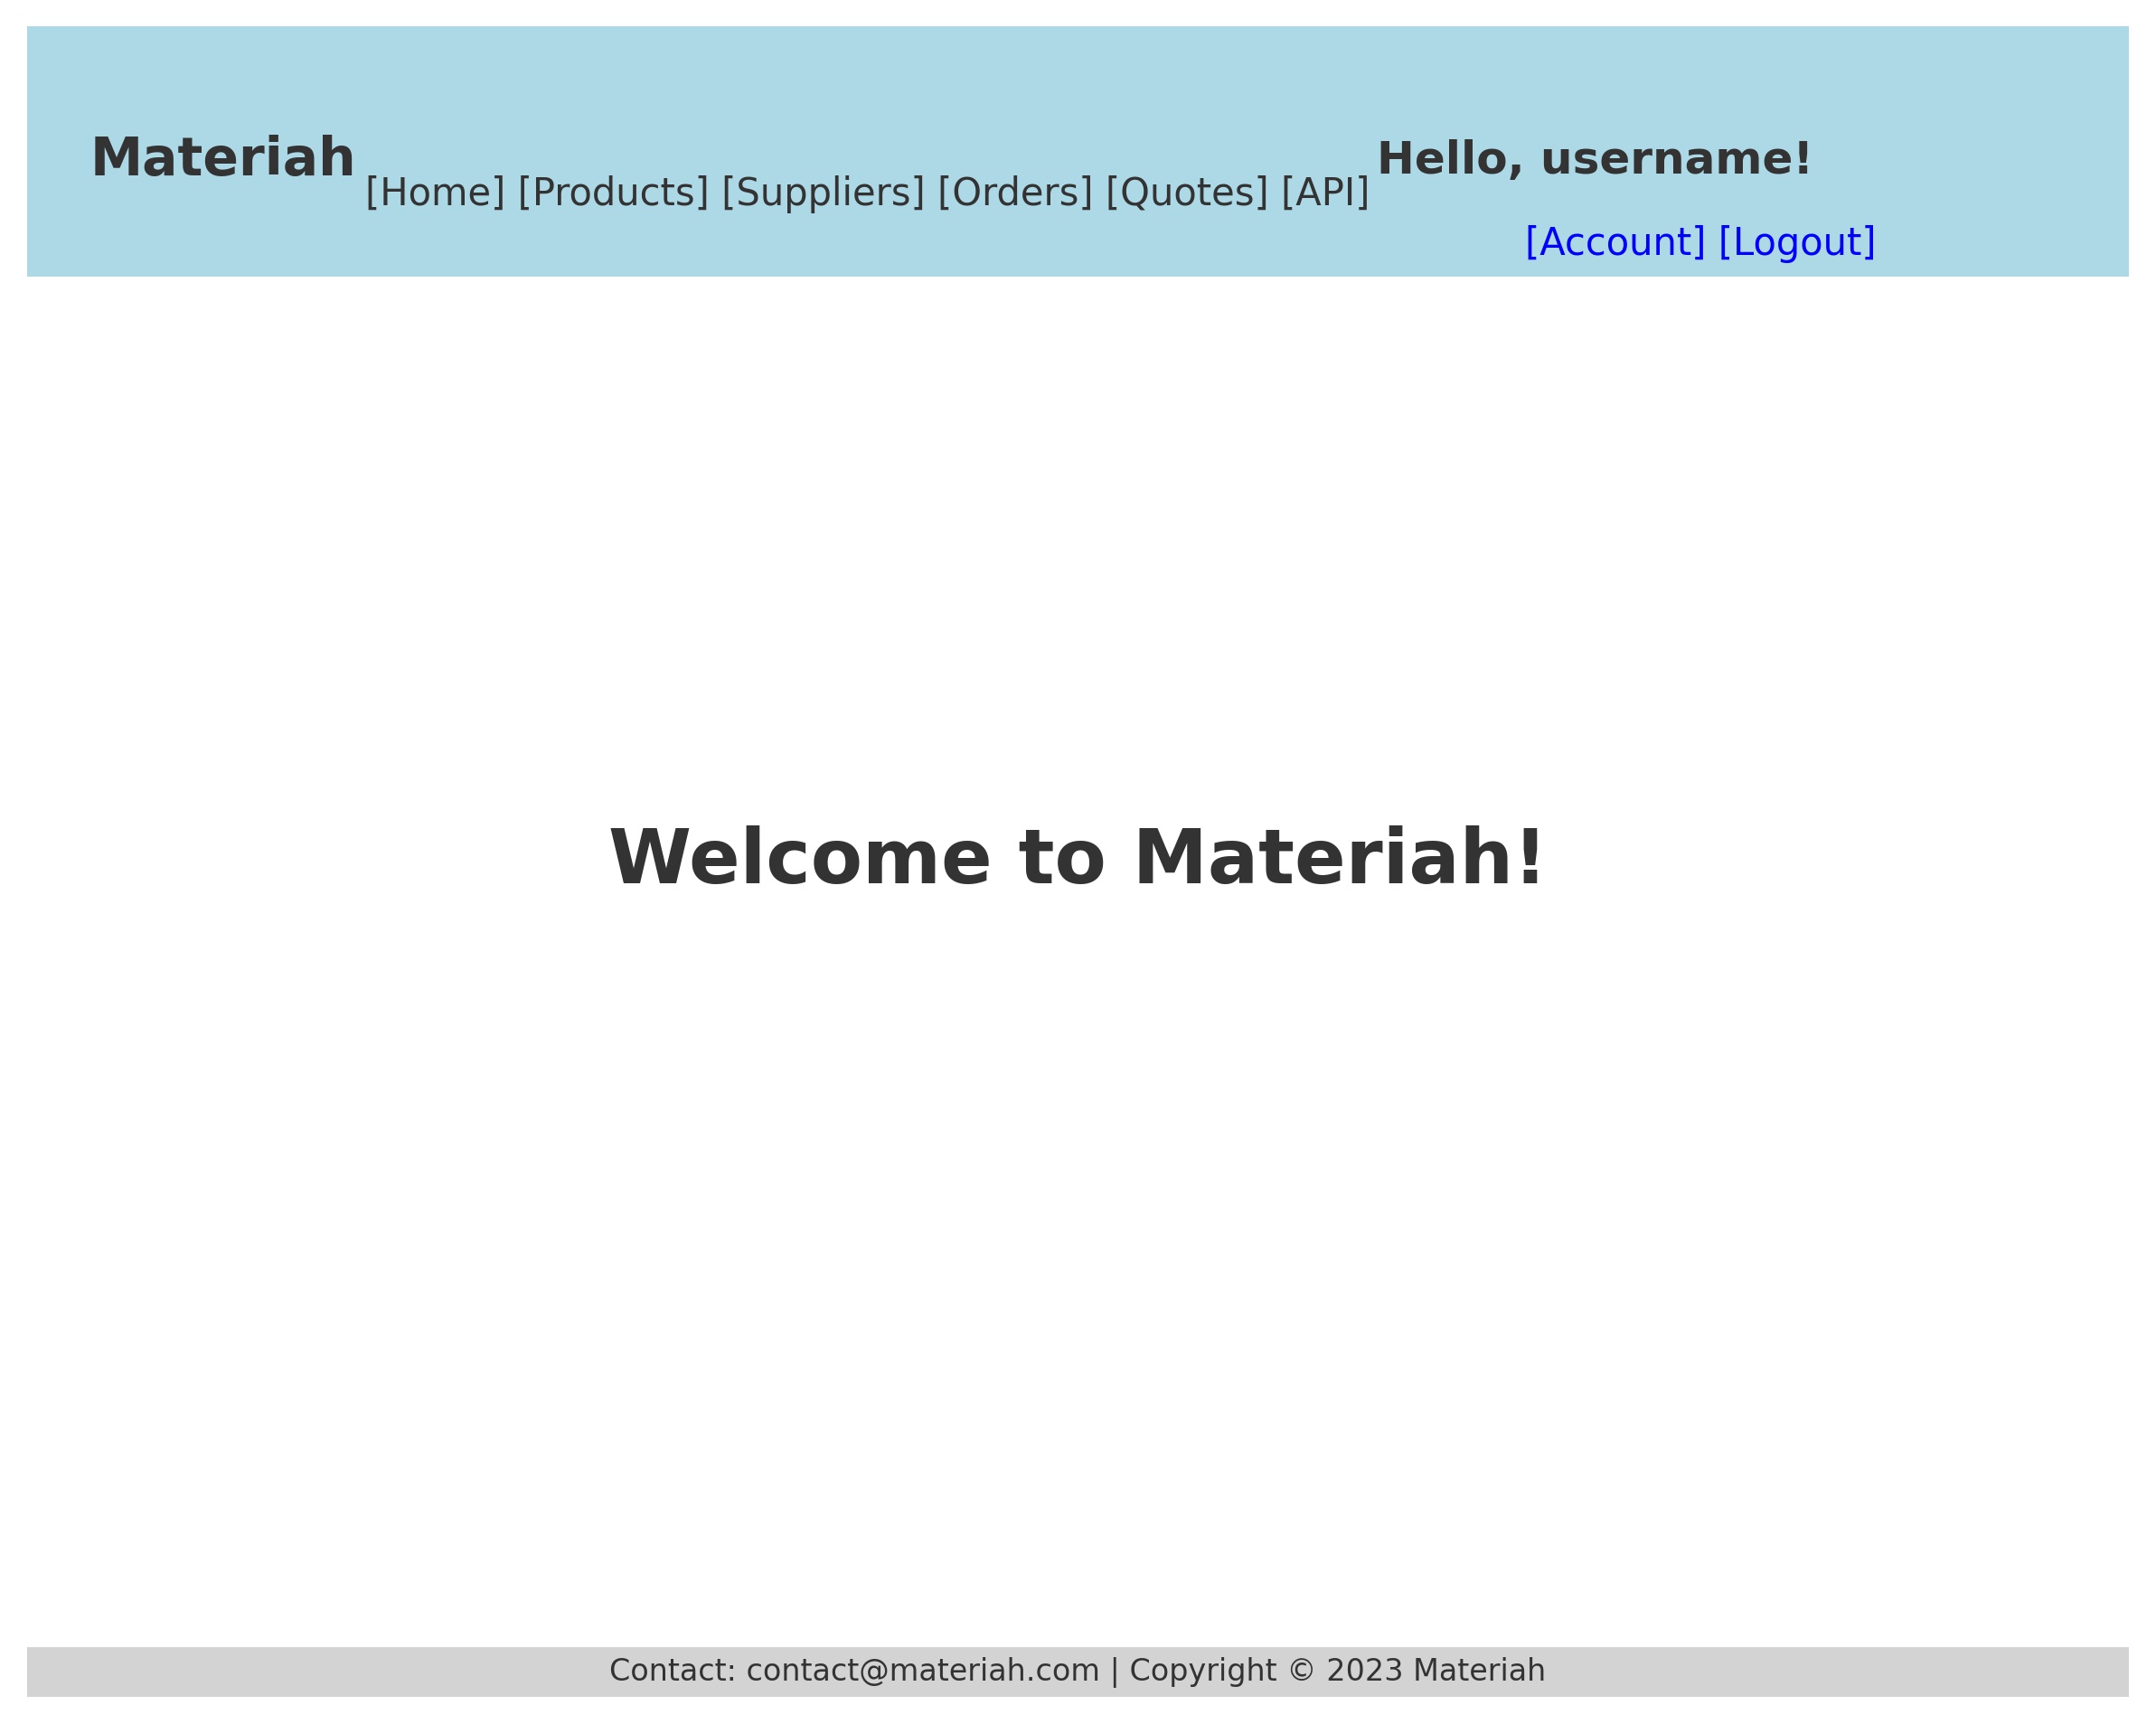 Materiah
[Home] [Products] [Suppliers] [Orders] [Quotes] [API]
Hello, username!
[Account] [Logout]
Welcome to Materiah!
Contact: contact@materiah.com | Copyright © 2023 Materiah